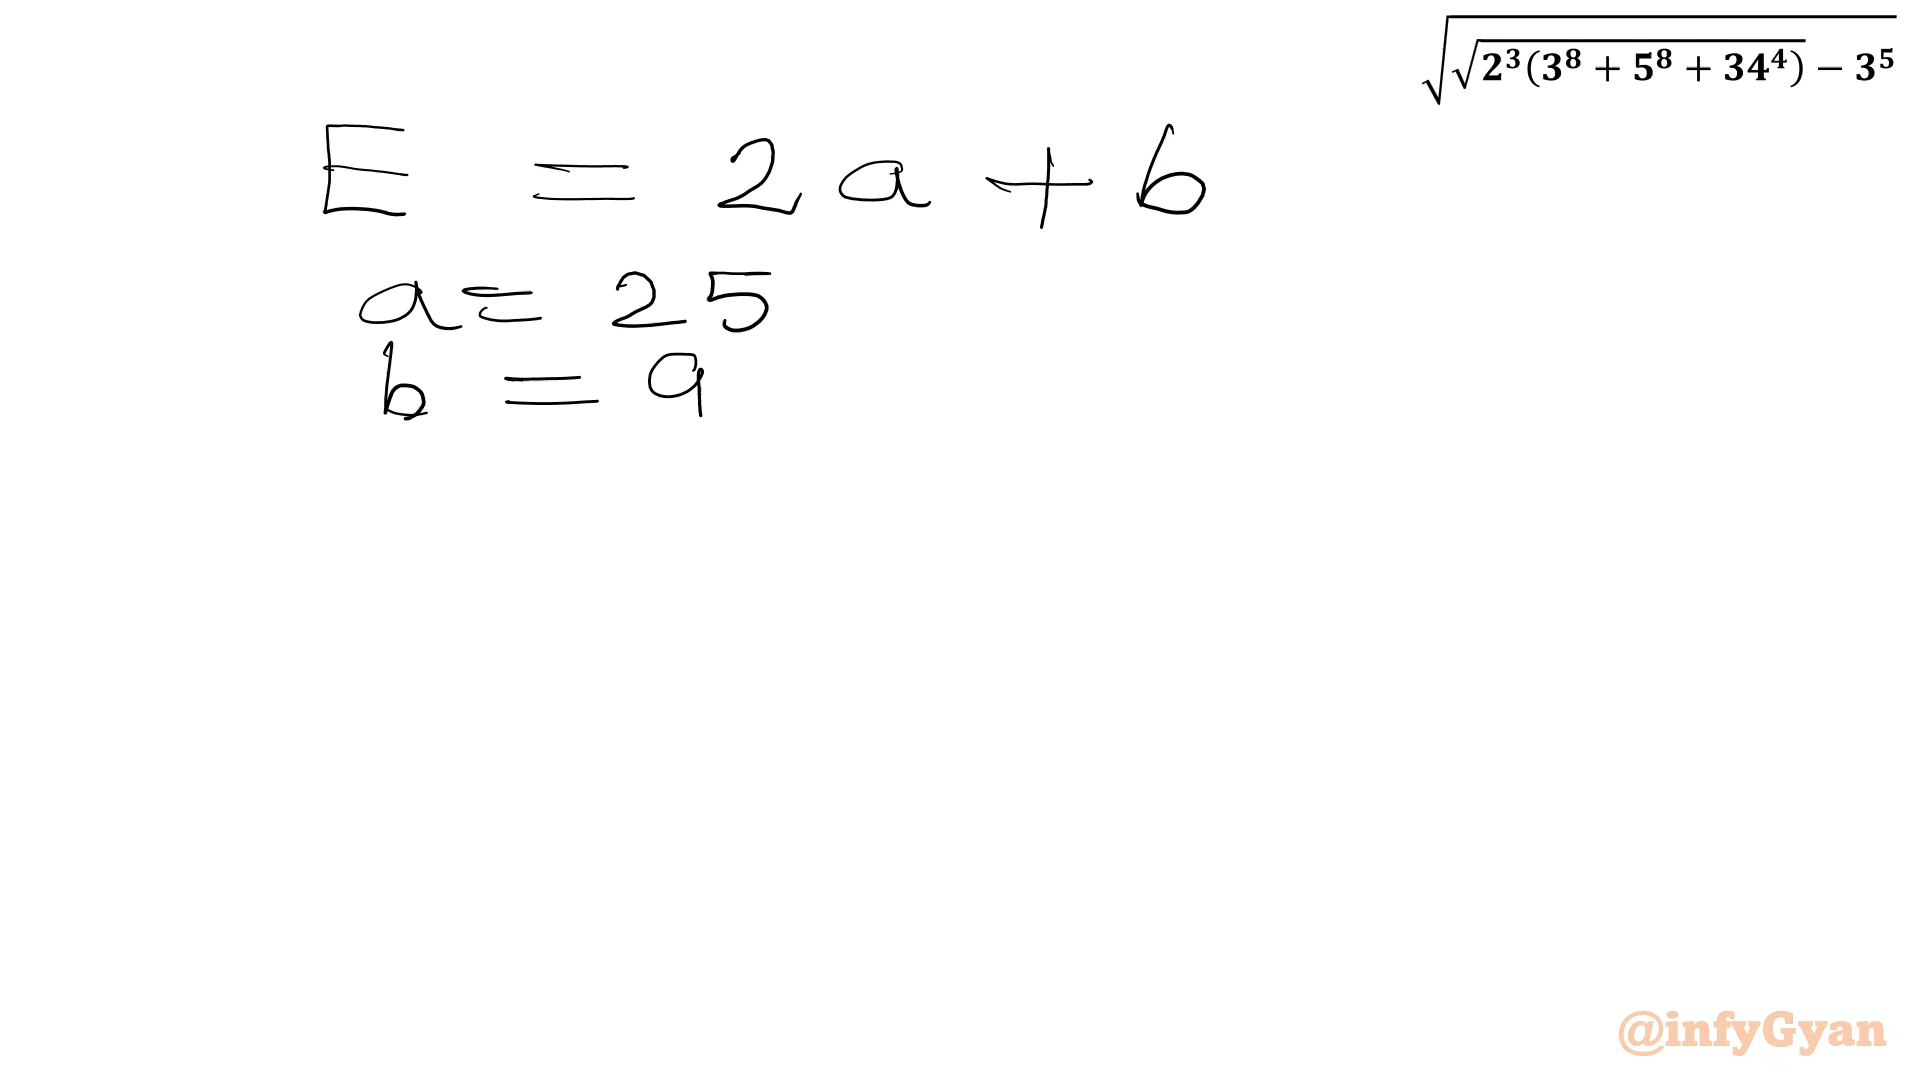 √(√(2³(3⁸ + 5⁸ + 34⁴)) − 3⁵)
E = 2a + b
a = 25
b = 9
@infyGyan